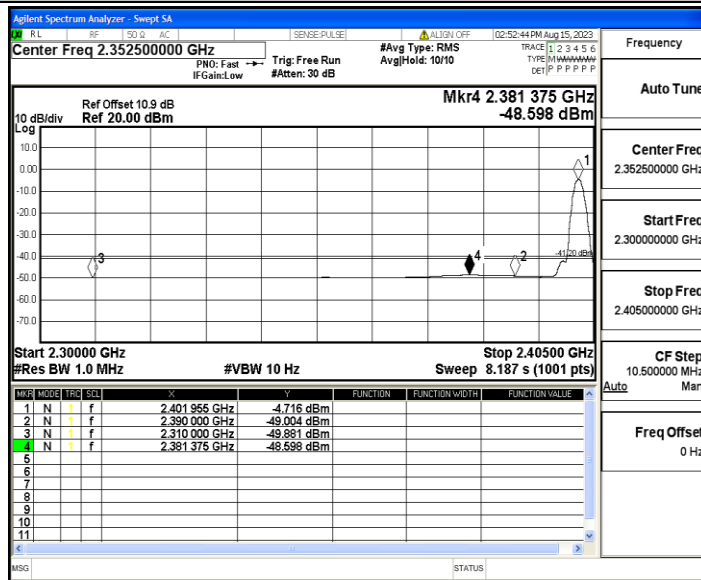 Agilent Spectrum Analyzer - Swept SA
RL RF 50 Ω AC SENSE:PULSE ALIGN OFF 02:52:44 PM Aug 15, 2023
Center Freq 2.352500000 GHz
PNO: Fast
IFGain:Low
Trig: Free Run
#Atten: 30 dB
#Avg Type: RMS
Avg|Hold: 10/10
TRACE 1 2 3 4 5 6
TYPE M WWWWW
DET P P P P P P
Ref Offset 10.9 dB
Ref 20.00 dBm
10 dB/div
Log
Mkr4 2.381 375 GHz
-48.598 dBm
10.0
0.00
-10.0
-20.0
-30.0
-40.0
-50.0
-60.0
-70.0
1
2
3
4
-41.20 dBm
Start 2.30000 GHz
Stop 2.40500 GHz
#Res BW 1.0 MHz
#VBW 10 Hz
Sweep 8.187 s (1001 pts)
MKR MODE TRC SCL X Y FUNCTION FUNCTION WIDTH FUNCTION VALUE
1 N 1 f 2.401 955 GHz -4.716 dBm
2 N 1 f 2.390 000 GHz -49.004 dBm
3 N 1 f 2.310 000 GHz -49.881 dBm
4 N 1 f 2.381 375 GHz -48.598 dBm
5
6
7
8
9
10
11
MSG
STATUS
Frequency
Auto Tune
Center Freq
2.352500000 GHz
Start Freq
2.300000000 GHz
Stop Freq
2.405000000 GHz
CF Step
10.500000 MHz
Auto Man
Freq Offset
0 Hz